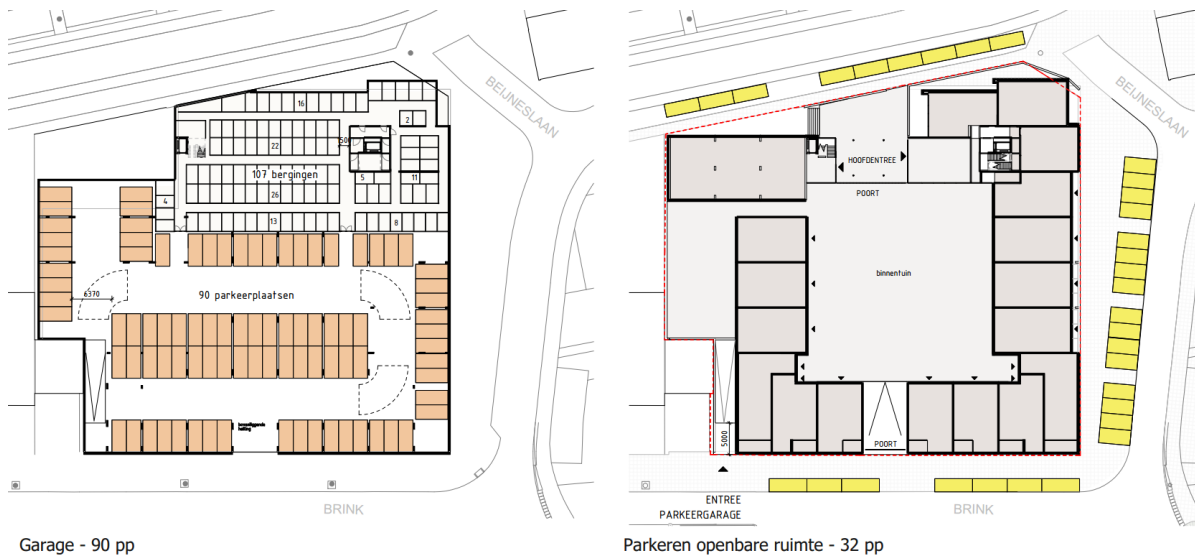 BEIJNESLAAN
16
2
22
500
107 bergingen
5
11
26
4
13
8
6370
90 parkeerplaatsen
BRINK
Garage - 90 pp
BEIJNESLAAN
HOOFDENTREE
POORT
binnentuin
5000
POORT
ENTREE
PARKEERGARAGE
BRINK
Parkeren openbare ruimte - 32 pp